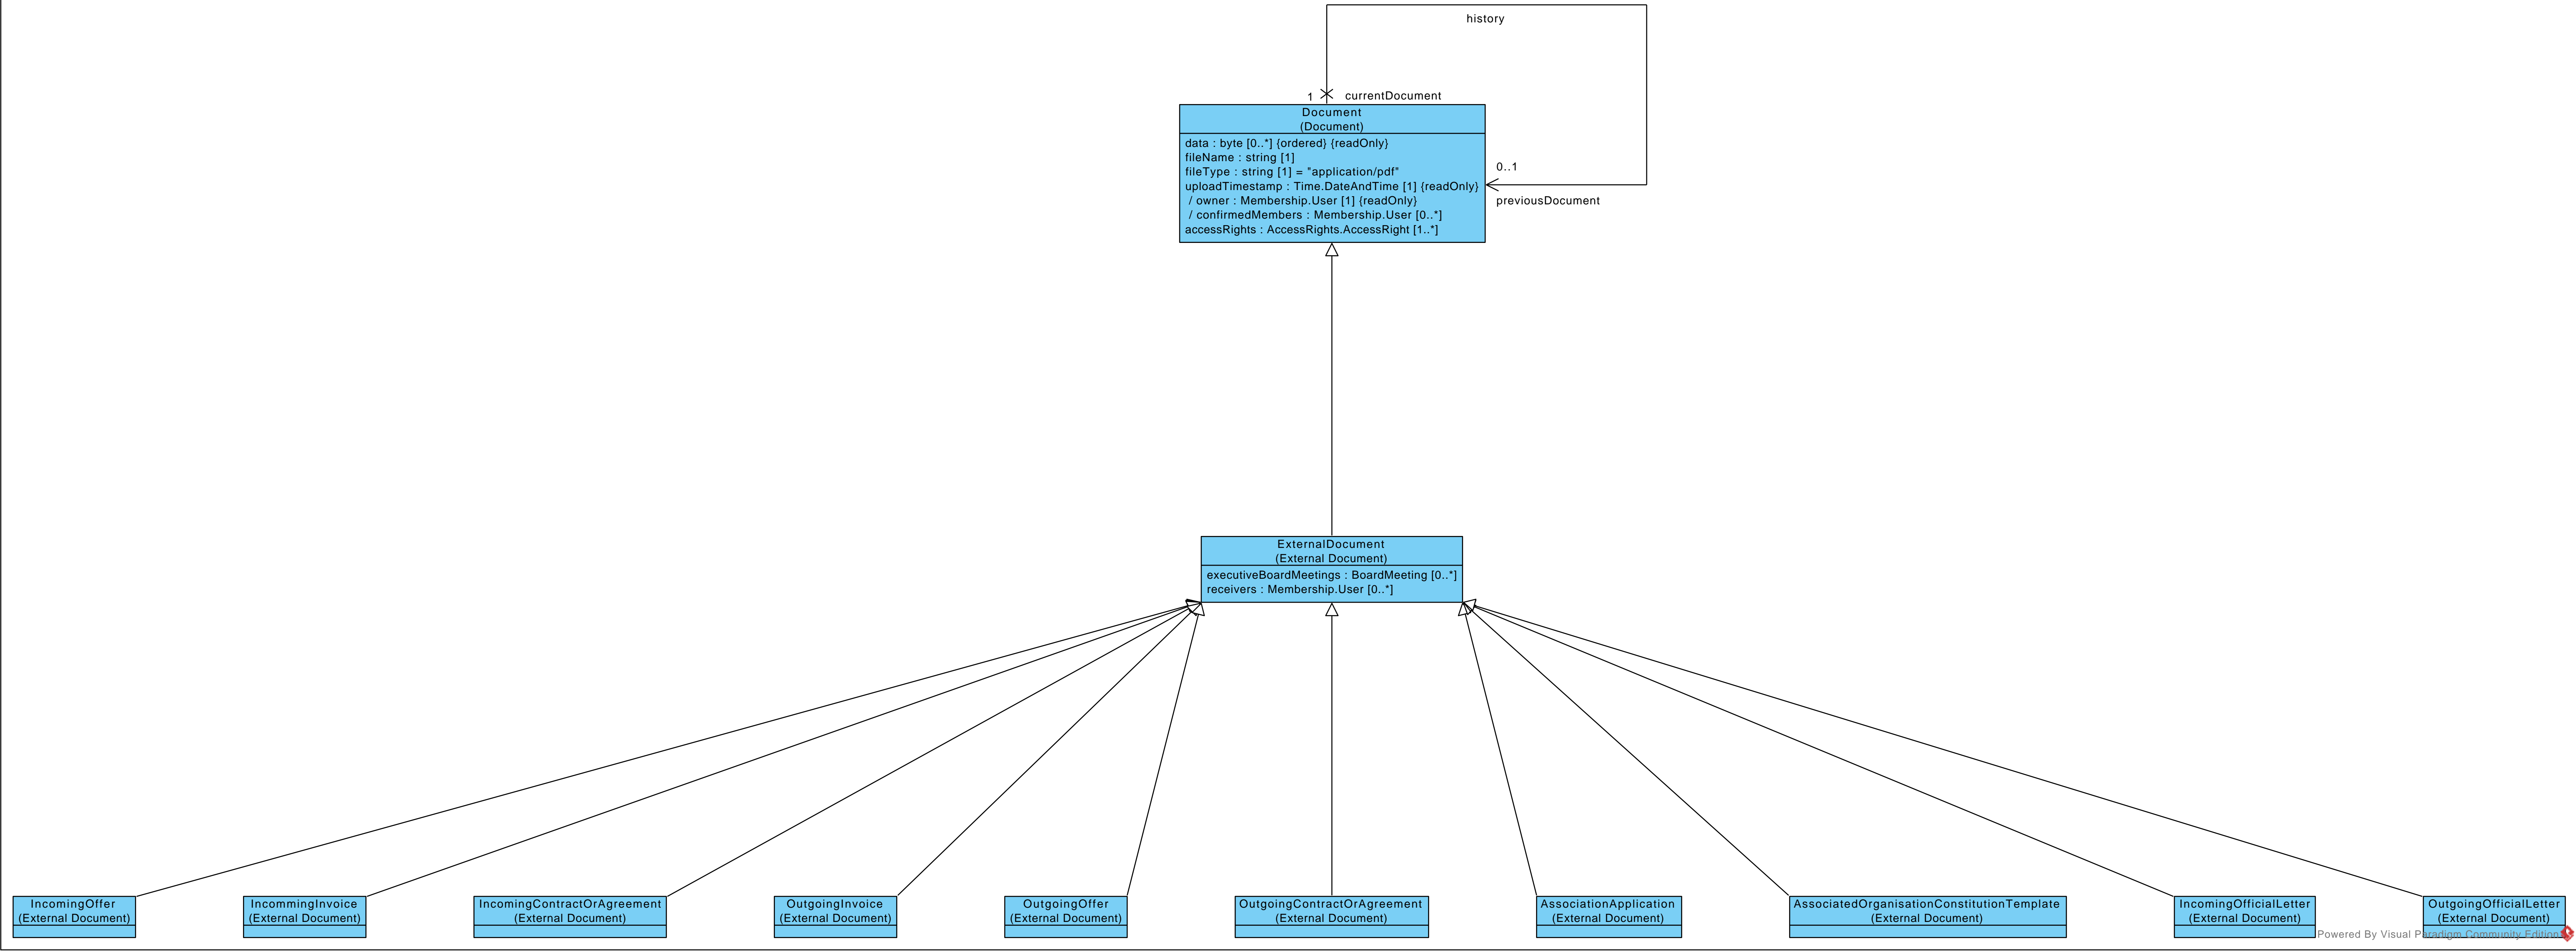 history
1
currentDocument
Document
(Document)
data : byte [0..*] {ordered} {readOnly}
fileName : string [1]
fileType : string [1] = "application/pdf"
uploadTimestamp : Time.DateAndTime [1] {readOnly}
/ owner : Membership.User [1] {readOnly}
/ confirmedMembers : Membership.User [0..*]
accessRights : AccessRights.AccessRight [1..*]
0..1
previousDocument
ExternalDocument
(External Document)
executiveBoardMeetings : BoardMeeting [0..*]
receivers : Membership.User [0..*]
IncomingOffer
(External Document)
IncommingInvoice
(External Document)
IncomingContractOrAgreement
(External Document)
OutgoingInvoice
(External Document)
OutgoingOffer
(External Document)
OutgoingContractOrAgreement
(External Document)
AssociationApplication
(External Document)
AssociatedOrganisationConstitutionTemplate
(External Document)
IncomingOfficialLetter
(External Document)
OutgoingOfficialLetter
(External Document)
Powered By Visual Paradigm Community Edition